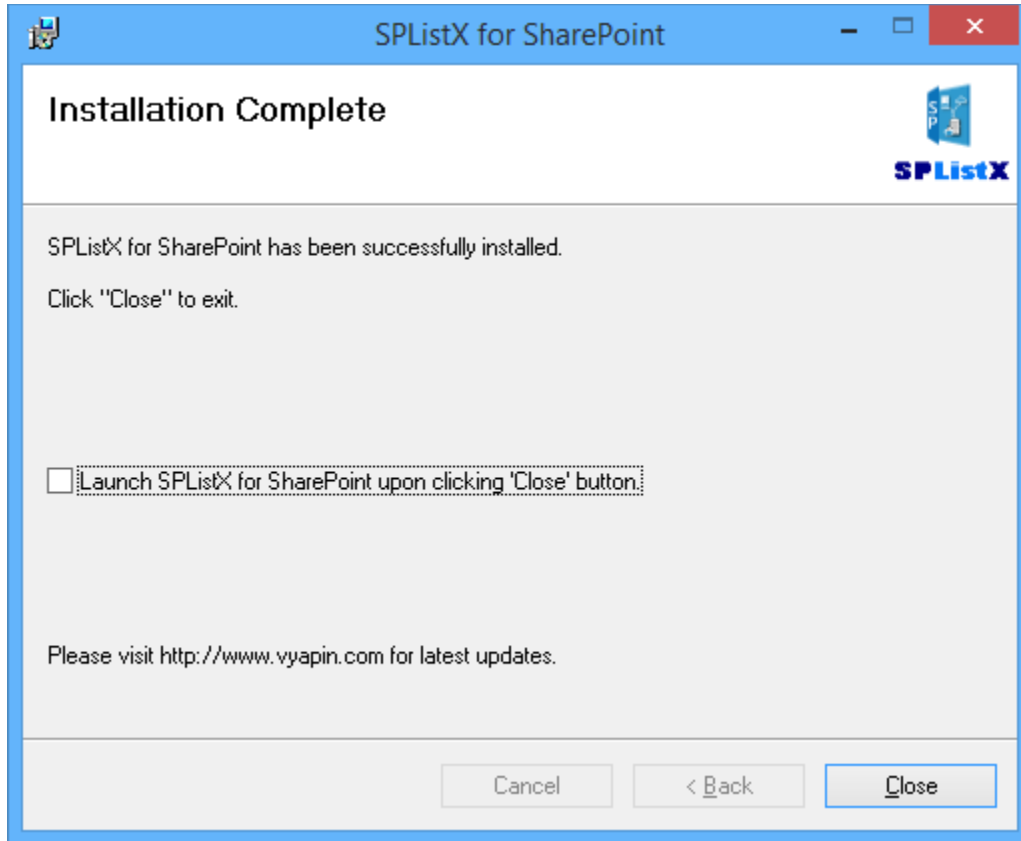 SPListX for SharePoint
Installation Complete
SP
SPListX
SPListX for SharePoint has been successfully installed.
Click "Close" to exit.
Launch SPListX for SharePoint upon clicking 'Close' button.
Please visit http://www.vyapin.com for latest updates.
Cancel
< Back
Close